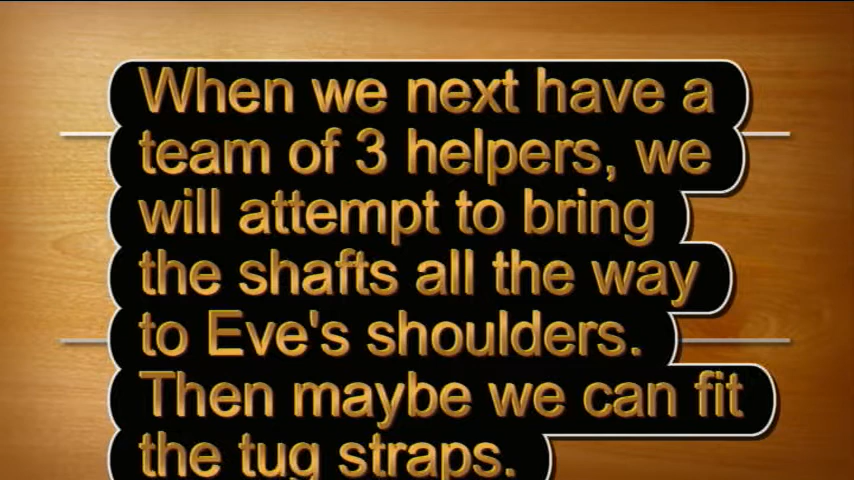 When we next have a
team of 3 helpers, we
will attempt to bring
the shafts all the way
to Eve's shoulders.
Then maybe we can fit
the tug straps.